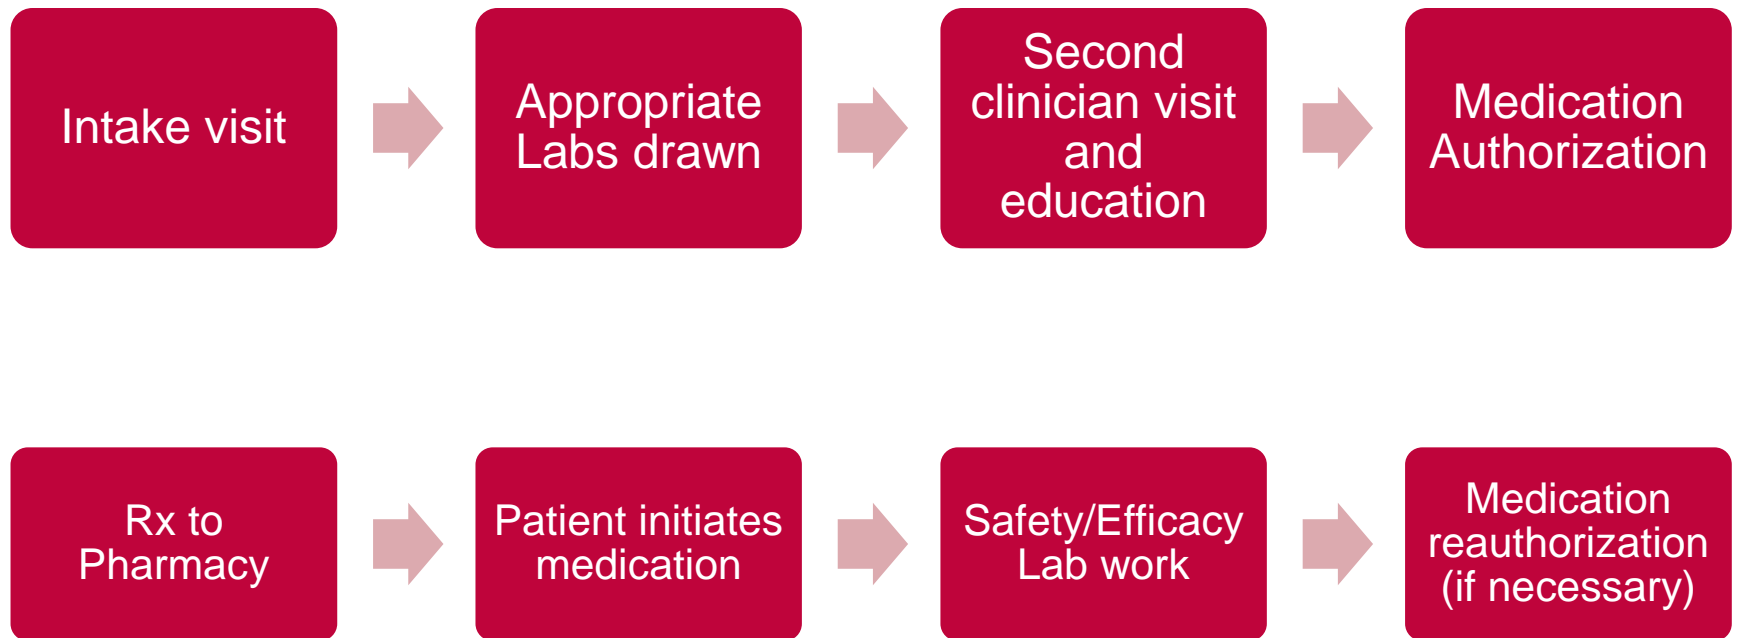 Intake visit
Appropriate
Labs drawn
Second
clinician visit
and
education
Medication
Authorization
Rx to
Pharmacy
Patient initiates
medication
Safety/Efficacy
Lab work
Medication
reauthorization
(if necessary)